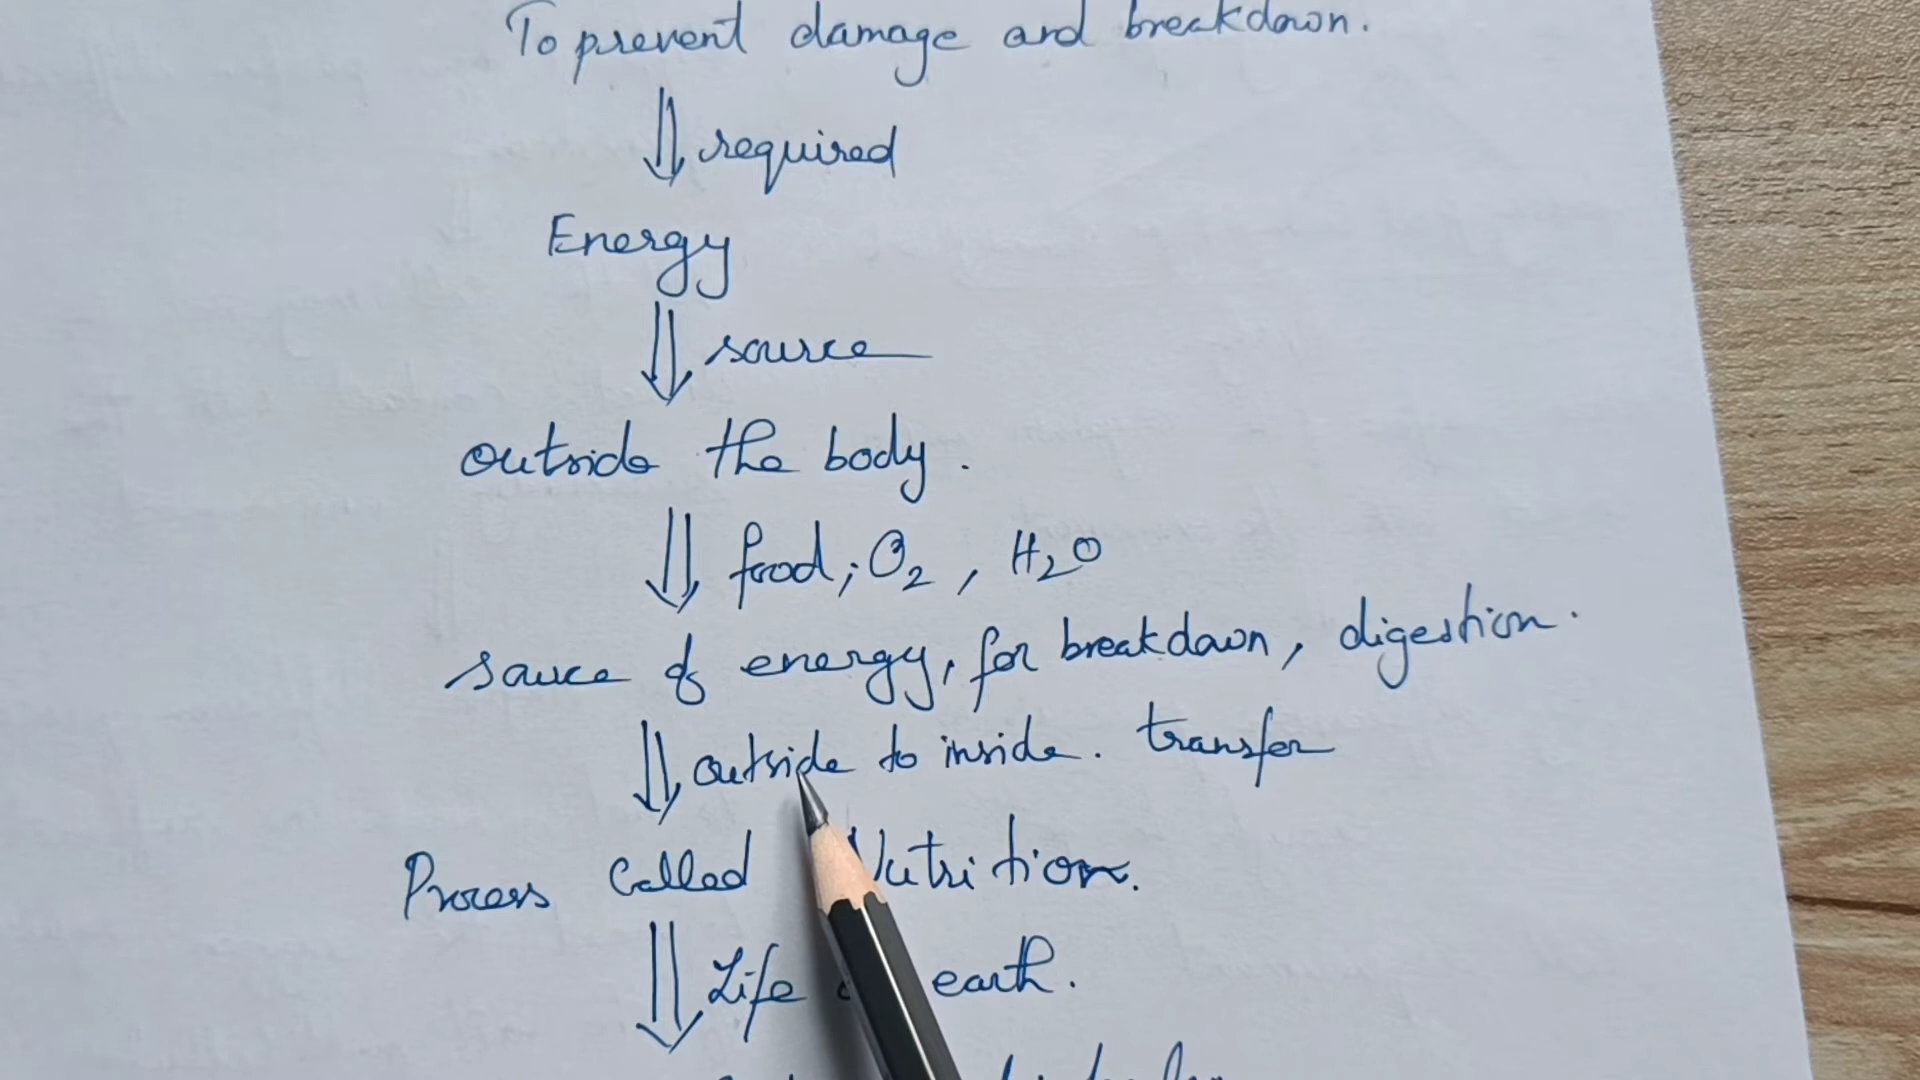 To prevent damage and breakdown.
required
Energy
source
outside the body.
food, O2, H2O
source of energy, for breakdown, digestion.
outside to inside. transfer
Process called Nutrition.
Life earth.